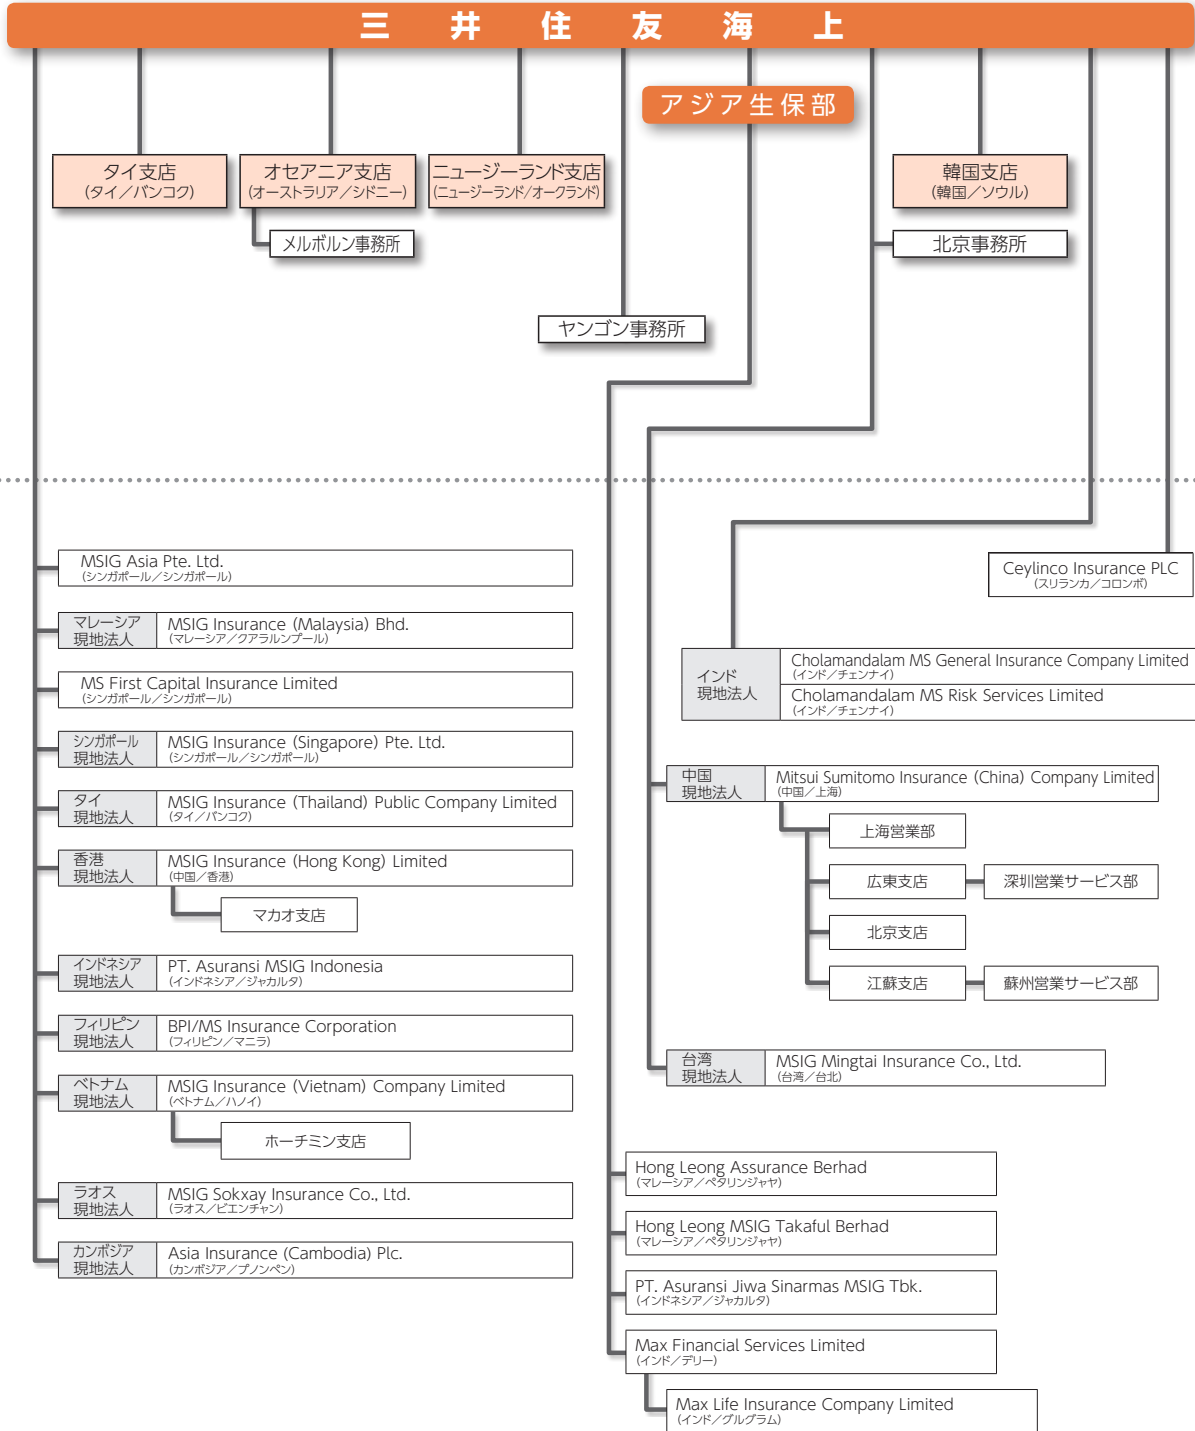 三井住友海上
アジア生保部
タイ支店
(タイ／バンコク)
オセアニア支店
(オーストラリア／シドニー)
ニュージーランド支店
(ニュージーランド/オークランド)
韓国支店
(韓国／ソウル)
メルボルン事務所
北京事務所
ヤンゴン事務所
MSIG Asia Pte. Ltd.
(シンガポール／シンガポール)
マレーシア
現地法人
MSIG Insurance (Malaysia) Bhd.
(マレーシア／クアラルンプール)
MS First Capital Insurance Limited
(シンガポール／シンガポール)
シンガポール
現地法人
MSIG Insurance (Singapore) Pte. Ltd.
(シンガポール／シンガポール)
タイ
現地法人
MSIG Insurance (Thailand) Public Company Limited
(タイ／バンコク)
香港
現地法人
MSIG Insurance (Hong Kong) Limited
(中国／香港)
マカオ支店
インドネシア
現地法人
PT. Asuransi MSIG Indonesia
(インドネシア／ジャカルタ)
フィリピン
現地法人
BPI/MS Insurance Corporation
(フィリピン／マニラ)
ベトナム
現地法人
MSIG Insurance (Vietnam) Company Limited
(ベトナム／ハノイ)
ホーチミン支店
ラオス
現地法人
MSIG Sokxay Insurance Co., Ltd.
(ラオス／ビエンチャン)
カンボジア
現地法人
Asia Insurance (Cambodia) Plc.
(カンボジア／プノンペン)
Ceylinco Insurance PLC
(スリランカ／コロンボ)
インド
現地法人
Cholamandalam MS General Insurance Company Limited
(インド／チェンナイ)
Cholamandalam MS Risk Services Limited
(インド／チェンナイ)
中国
現地法人
Mitsui Sumitomo Insurance (China) Company Limited
(中国／上海)
上海営業部
広東支店
深圳営業サービス部
北京支店
江蘇支店
蘇州営業サービス部
台湾
現地法人
MSIG Mingtai Insurance Co., Ltd.
(台湾／台北)
Hong Leong Assurance Berhad
(マレーシア／ペタリンジャヤ)
Hong Leong MSIG Takaful Berhad
(マレーシア／ペタリンジャヤ)
PT. Asuransi Jiwa Sinarmas MSIG Tbk.
(インドネシア／ジャカルタ)
Max Financial Services Limited
(インド／デリー)
Max Life Insurance Company Limited
(インド／グルグラム)